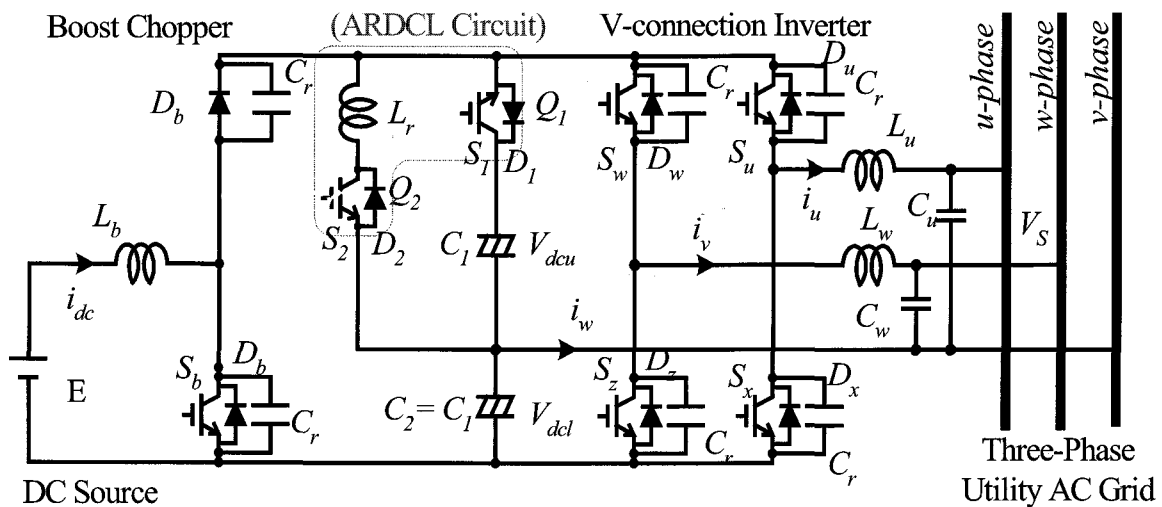 Boost Chopper
(ARDCL Circuit)
V-connection Inverter
C_r
D_b
L_r
Q_1
S_1
D_1
C_r
S_w
D_w
D_u
C_r
S_u
L_u
i_u
C_u
u-phase
w-phase
v-phase
L_b
i_dc
S_2
Q_2
D_2
C_1
V_dcu
i_v
L_w
C_w
V_S
i_w
E
S_b
D_b
C_r
C_2 = C_1
V_dcl
S_z
D_z
C_r
S_x
D_x
C_r
DC Source
Three-Phase
Utility AC Grid